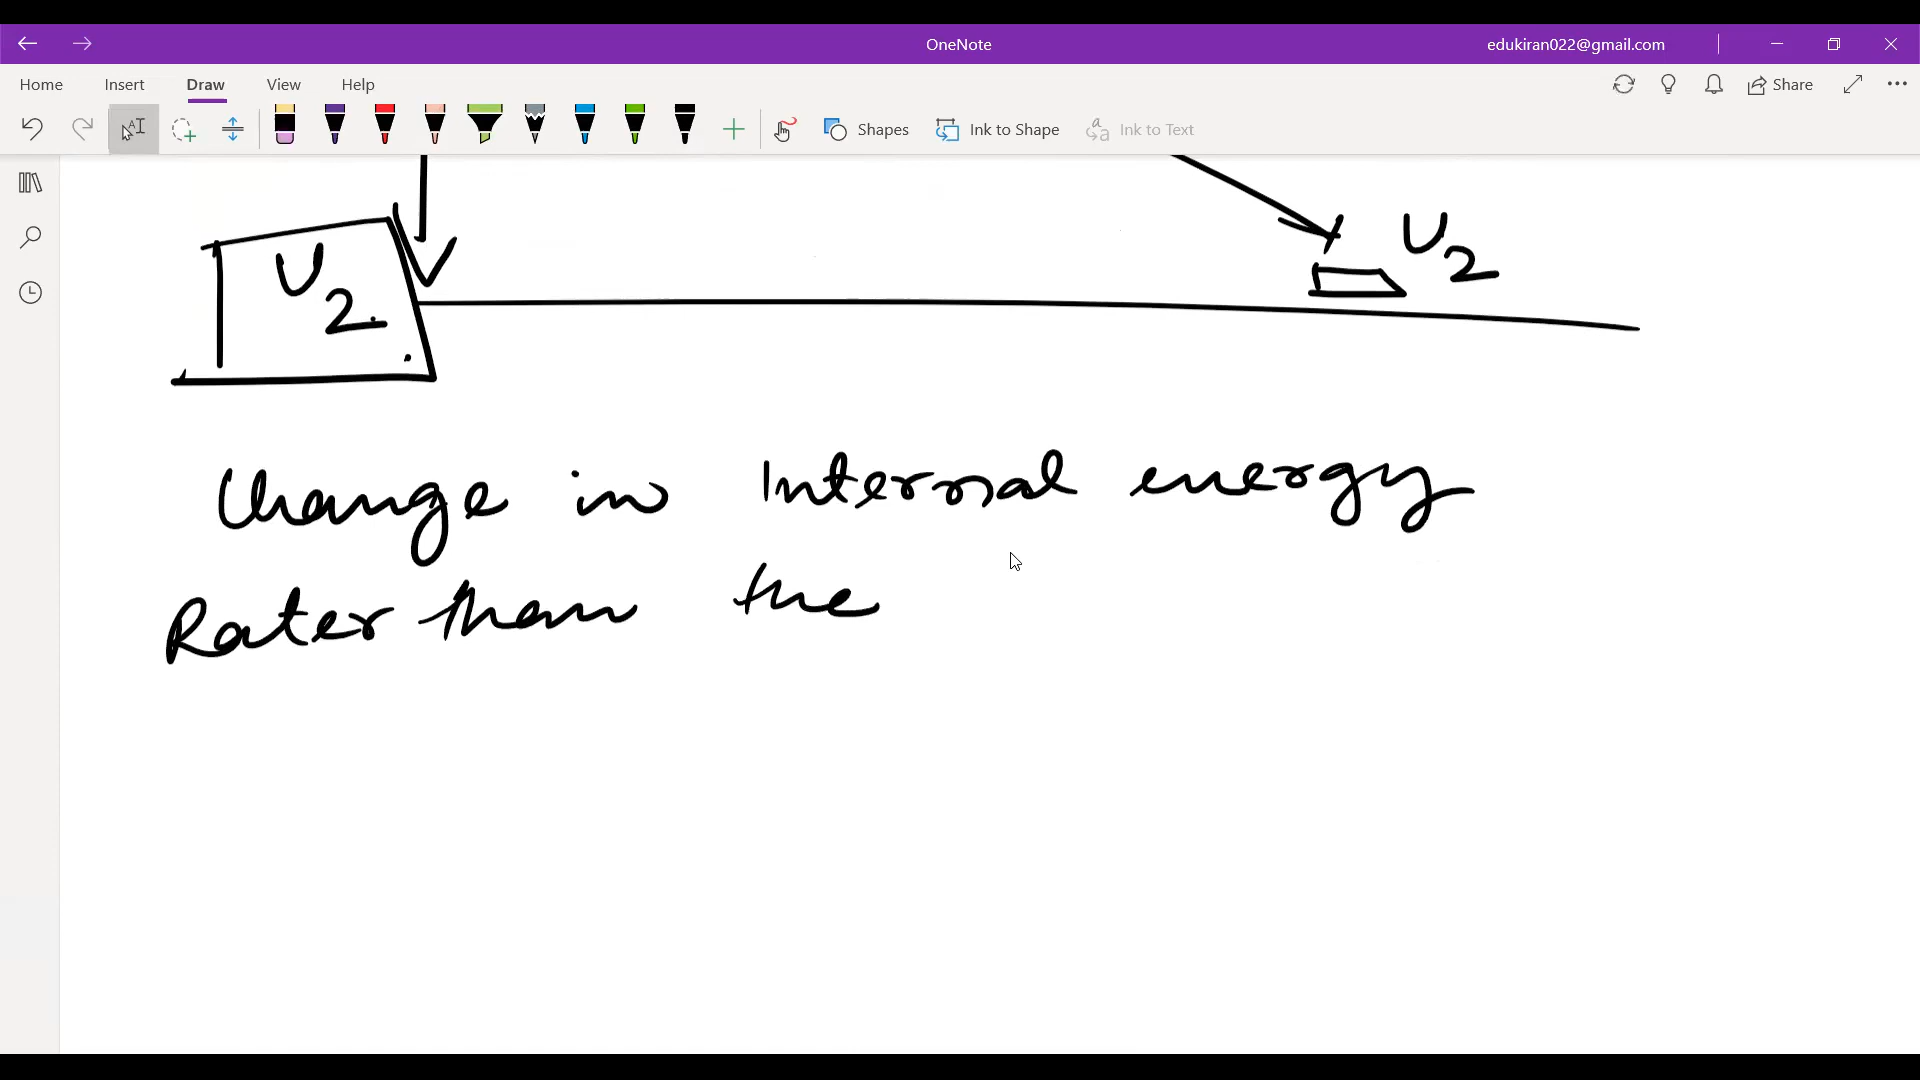 OneNote
edukiran022@gmail.com
Home Insert Draw View Help
Share
Shapes Ink to Shape Ink to Text
U2
U2
Change in Internal energy
Rater than the